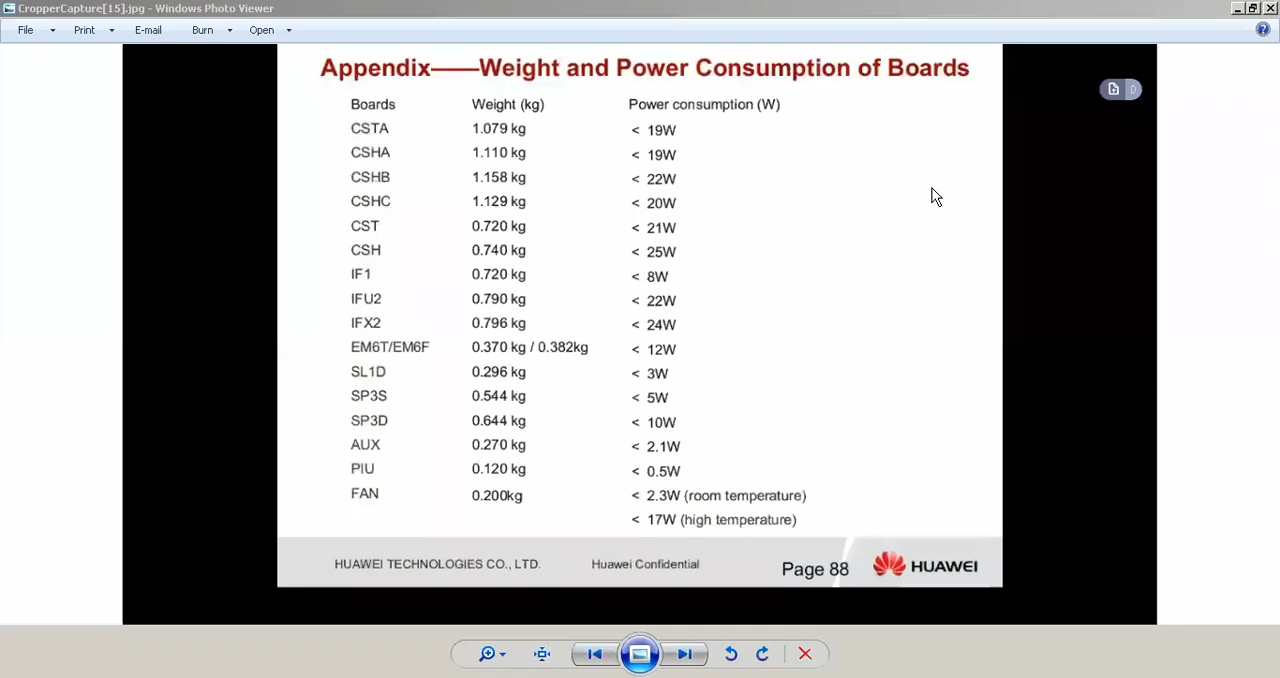 CropperCapture[15].jpg - Windows Photo Viewer
File Print E-mail Burn Open
Appendix——Weight and Power Consumption of Boards
Boards Weight (kg) Power consumption (W)
CSTA 1.079 kg < 19W
CSHA 1.110 kg < 19W
CSHB 1.158 kg < 22W
CSHC 1.129 kg < 20W
CST 0.720 kg < 21W
CSH 0.740 kg < 25W
IF1 0.720 kg < 8W
IFU2 0.790 kg < 22W
IFX2 0.796 kg < 24W
EM6T/EM6F 0.370 kg / 0.382kg < 12W
SL1D 0.296 kg < 3W
SP3S 0.544 kg < 5W
SP3D 0.644 kg < 10W
AUX 0.270 kg < 2.1W
PIU 0.120 kg < 0.5W
FAN 0.200kg < 2.3W (room temperature)
< 17W (high temperature)
HUAWEI TECHNOLOGIES CO., LTD. Huawei Confidential Page 88 HUAWEI